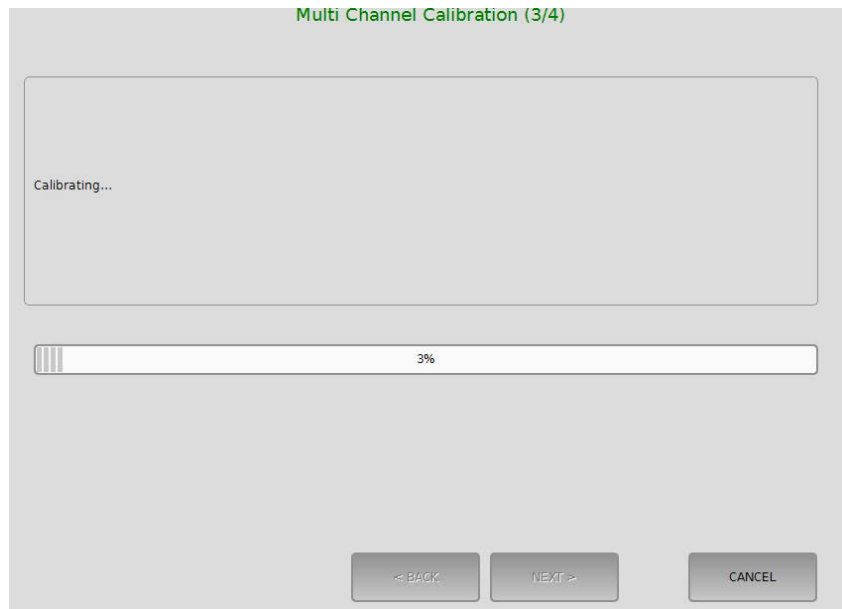 Multi Channel Calibration (3/4)
Calibrating...
3%
< BACK
NEXT >
CANCEL